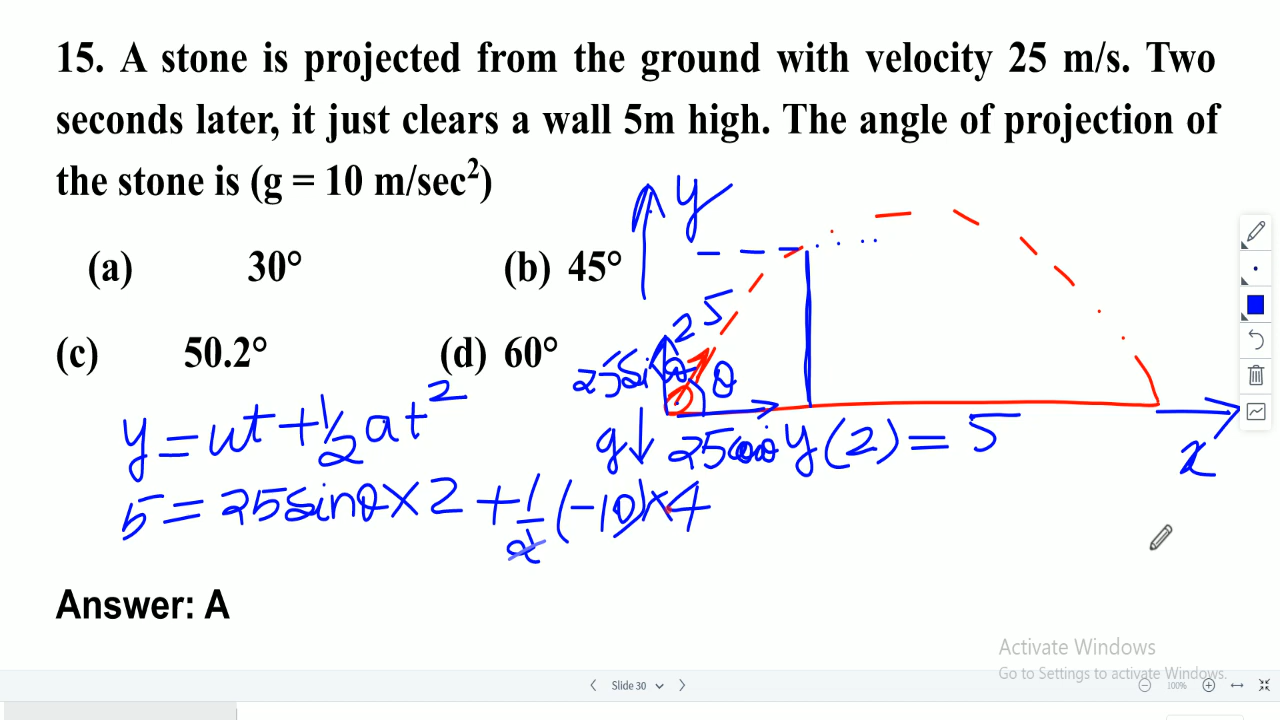 15. A stone is projected from the ground with velocity 25 m/s. Two
seconds later, it just clears a wall 5m high. The angle of projection of
the stone is (g = 10 m/sec²)
y
(a) 30° (b) 45°
25
(c) 50.2° (d) 60°
25sinθ θ
y = ut + 1/2 at²
g↓ 25cosθ y(2) = 5
x
5 = 25sinθ × 2 + 1/2 (-10) × 4
Answer: A
Activate Windows
Go to Settings to activate Windows.
Slide 30
100%